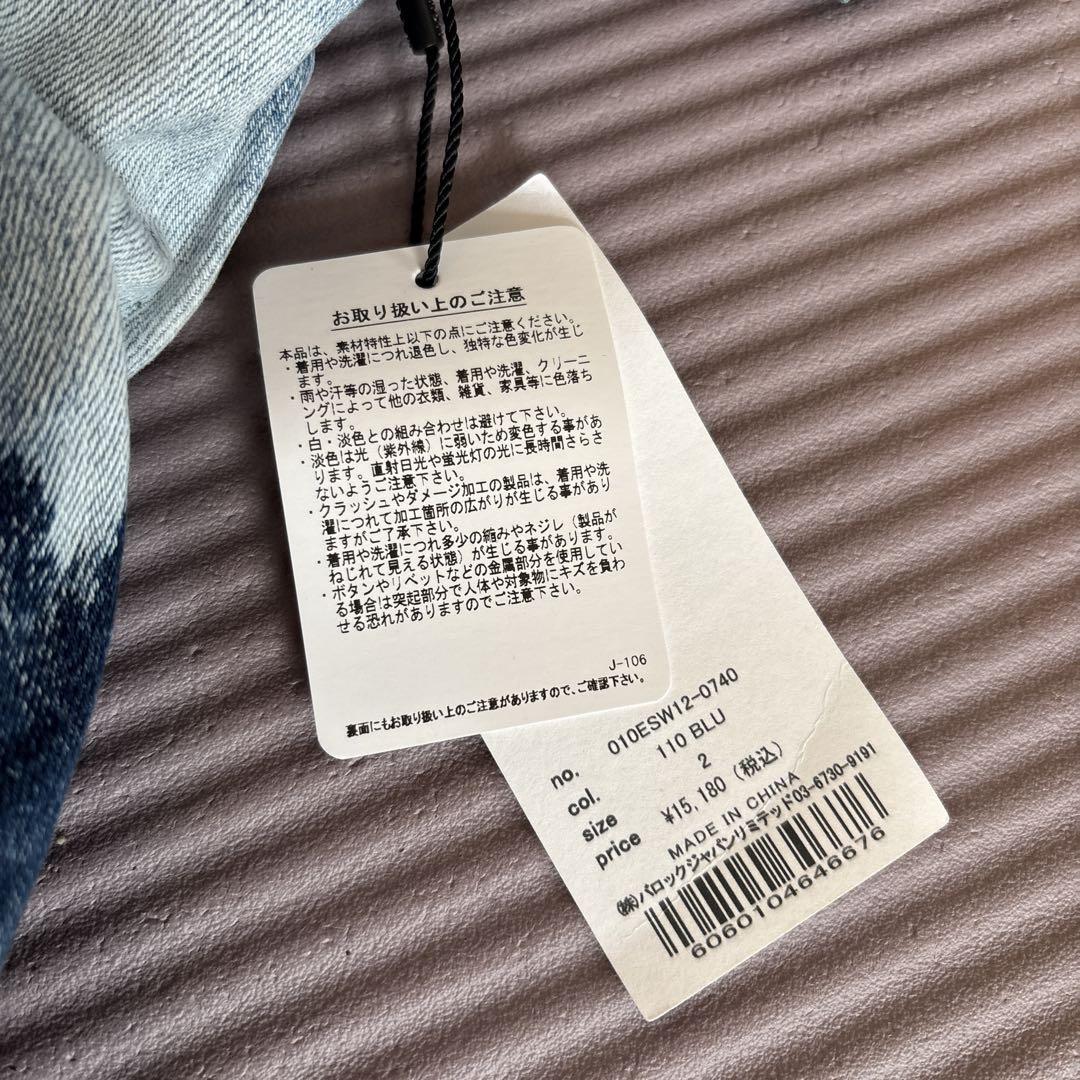 お取り扱い上のご注意
本品は、素材特性上以下の点にご注意ください。
・着用や洗濯につれ退色し、独特な色変化が生じ
ます。
・雨や汗等の湿った状態、着用や洗濯、クリーニ
ングによって他の衣類、雑貨、家具等に色落ち
します。
・白・淡色との組み合わせは避けて下さい。
・淡色は光（紫外線）に弱いため変色する事があ
ります。直射日光や蛍光灯の光に長時間さらさ
ないようご注意下さい。
・クラッシュやダメージ加工の製品は、着用や洗
濯につれて加工箇所の広がりが生じる事があり
ますがご了承下さい。
・着用や洗濯につれ多少の縮みやネジレ（製品が
ねじれて見える状態）が生じる事があります。
・ボタンやリベットなどの金属部分を使用してい
る場合は突起部分で人体や対象物にキズを負わ
せる恐れがありますのでご注意下さい。
J-106
裏面にもお取り扱い上のご注意がありますので、ご確認下さい。
no. 010ESW12-0740
col. 110 BLU
size 2
price ¥15,180（税込）
MADE IN CHINA
(株)バロックジャパンリミテッド03-6730-9191
6060104646676